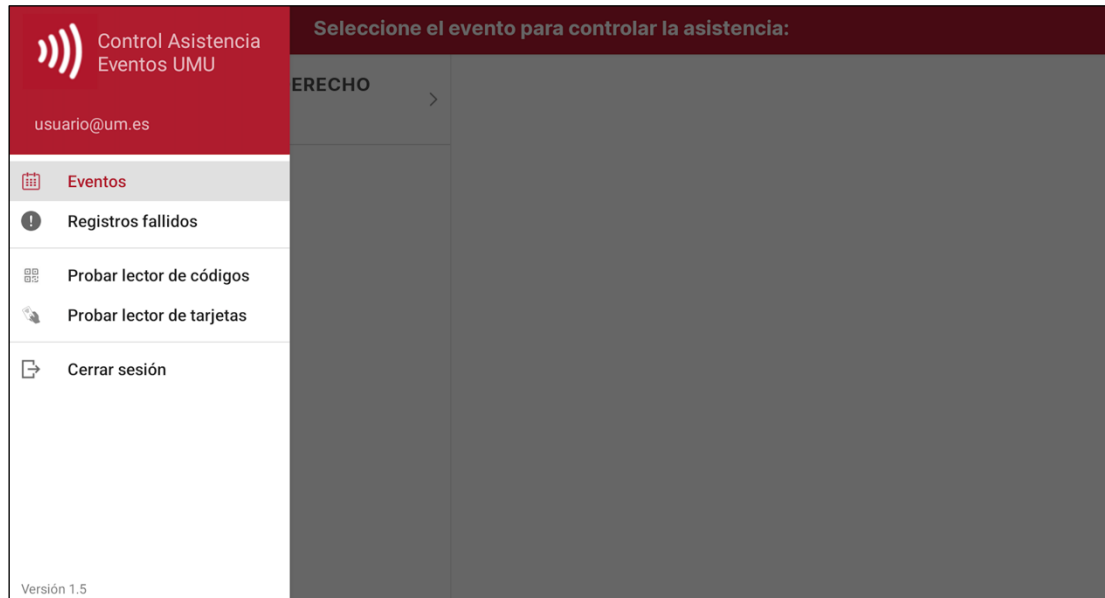 Control Asistencia
Eventos UMU
usuario@um.es
Eventos
Registros fallidos
Probar lector de códigos
Probar lector de tarjetas
Cerrar sesión
Versión 1.5
Seleccione el evento para controlar la asistencia:
ERECHO